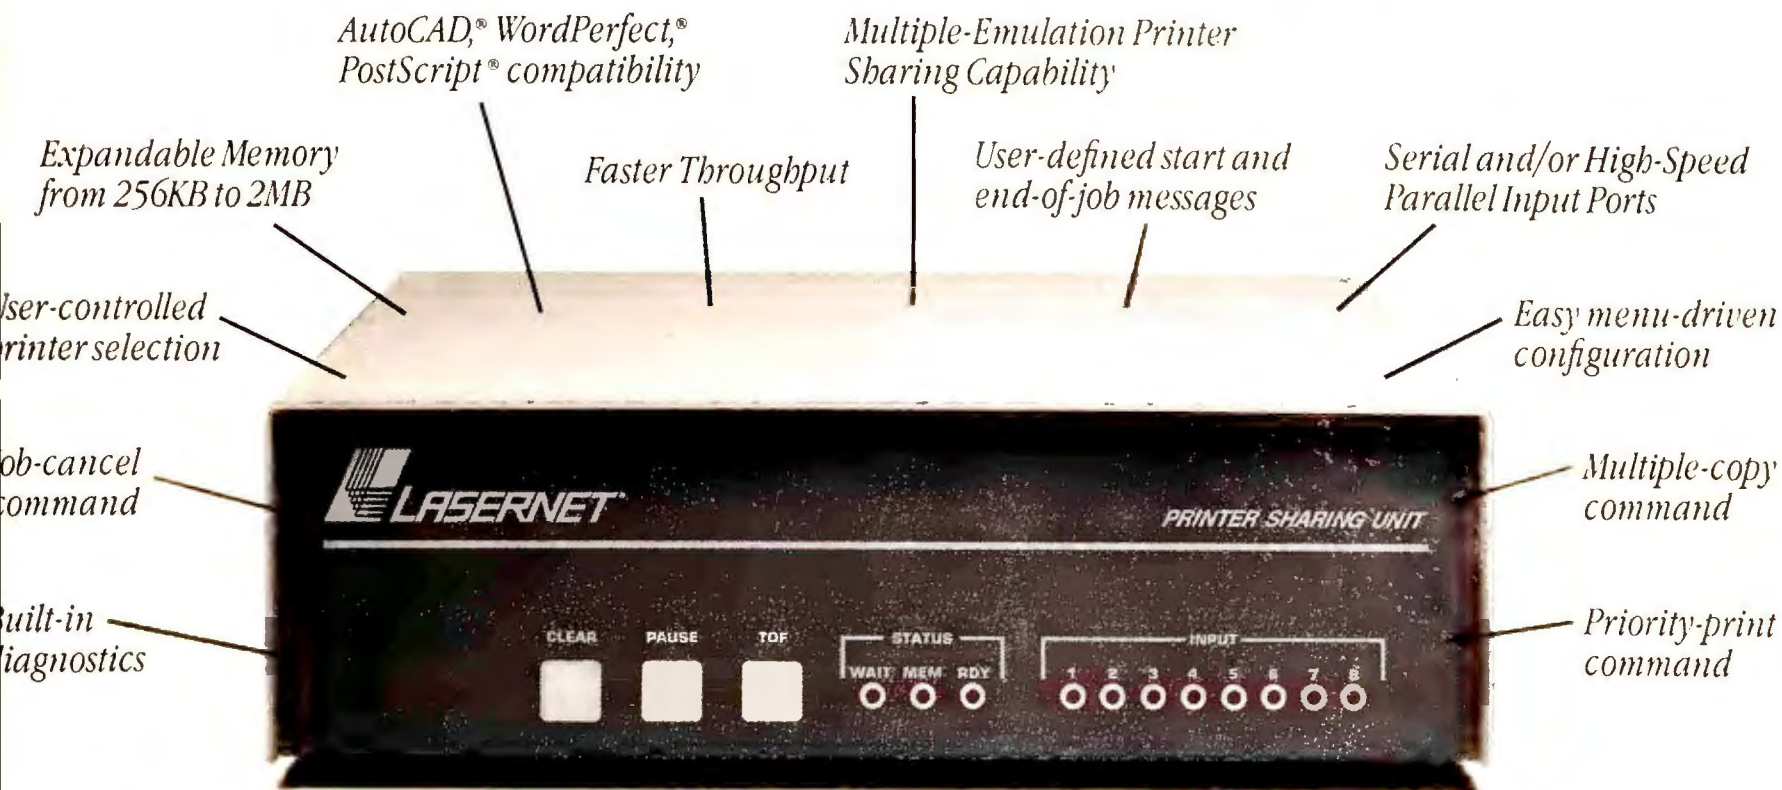 AutoCAD,® WordPerfect,®
PostScript® compatibility
Multiple-Emulation Printer
Sharing Capability
Expandable Memory
from 256KB to 2MB
Faster Throughput
User-defined start and
end-of-job messages
Serial and/or High-Speed
Parallel Input Ports
ser-controlled
rinter selection
Easy menu-driven
configuration
ob-cancel
ommand
Multiple-copy
command
uilt-in
iagnostics
Priority-print
command
LASERNET
PRINTER SHARING UNIT
CLEAR PAUSE TOF STATUS INPUT
WAIT MEM RDY 1 2 3 4 5 6 7 8